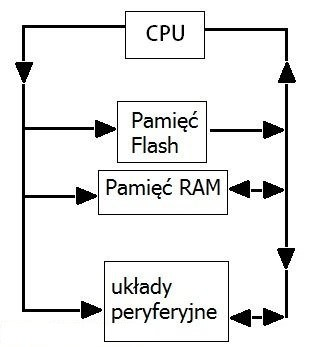 CPU
Pamięć
Flash
Pamięć RAM
układy
peryferyjne